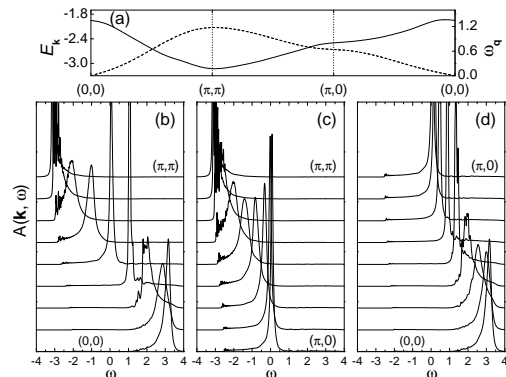 (a)
-1.8
-2.4
-3.0
E_k
1.2
0.6
0.0
ω_q
(0,0) (π,π) (π,0) (0,0)
(b) (c) (d)
(π,π) (π,π) (π,0)
A(k, ω)
(0,0) (π,0) (0,0)
-4 -3 -2 -1 0 1 2 3 -4 -3 -2 -1 0 1 2 3 -4 -3 -2 -1 0 1 2 3 4
ω ω ω